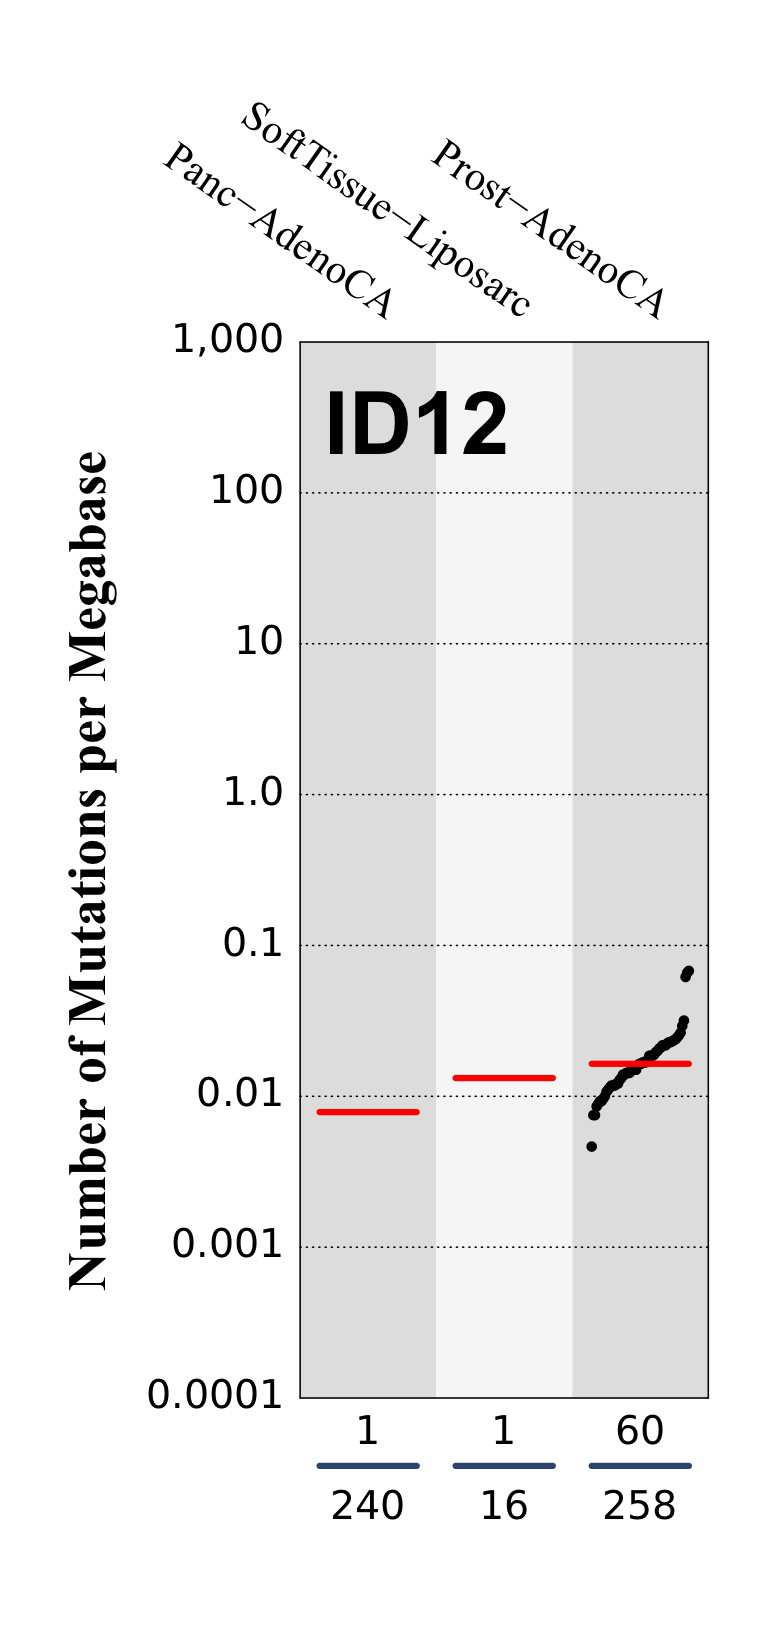 Panc−AdenoCA
SoftTissue−Liposarc
Prost−AdenoCA
ID12
Number of Mutations per Megabase
1,000
100
10
1.0
0.1
0.01
0.001
0.0001
1 1 60
240 16 258